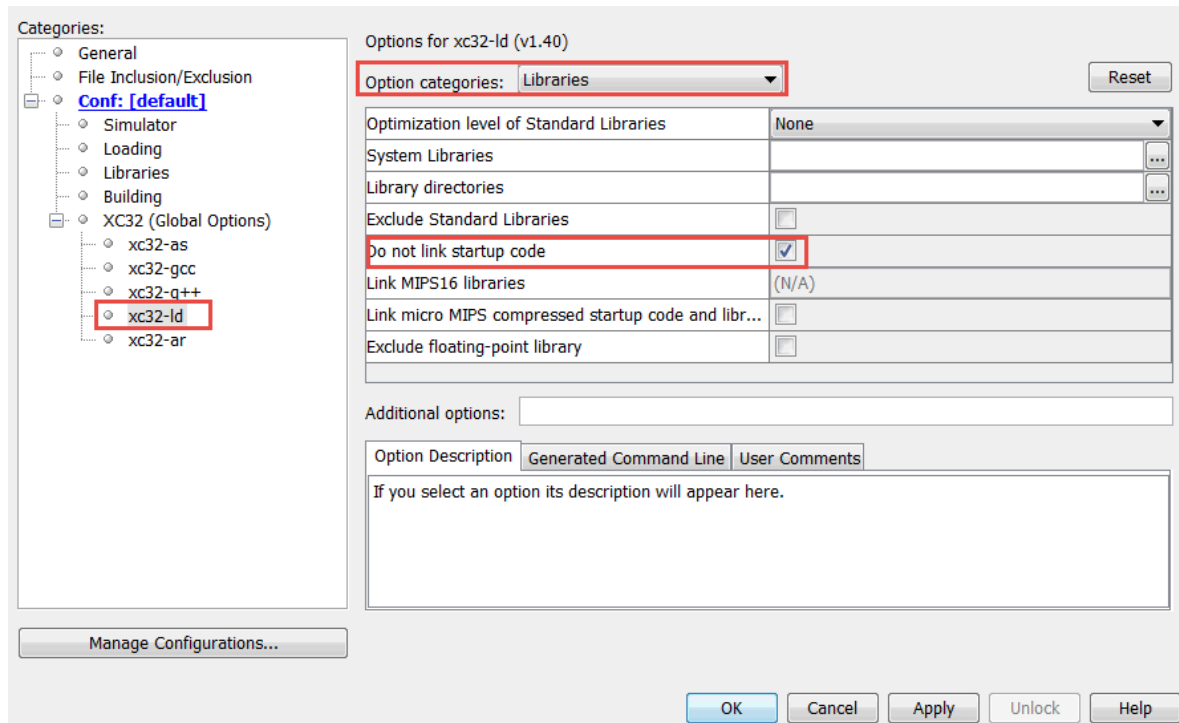 Categories:
General
File Inclusion/Exclusion
Conf: [default]
Simulator
Loading
Libraries
Building
XC32 (Global Options)
xc32-as
xc32-gcc
xc32-g++
xc32-ld
xc32-ar
Manage Configurations...
Options for xc32-ld (v1.40)
Option categories: Libraries
Reset
Optimization level of Standard Libraries None
System Libraries ...
Library directories ...
Exclude Standard Libraries
Do not link startup code
Link MIPS16 libraries (N/A)
Link micro MIPS compressed startup code and libr...
Exclude floating-point library
Additional options:
Option Description Generated Command Line User Comments
If you select an option its description will appear here.
OK Cancel Apply Unlock Help